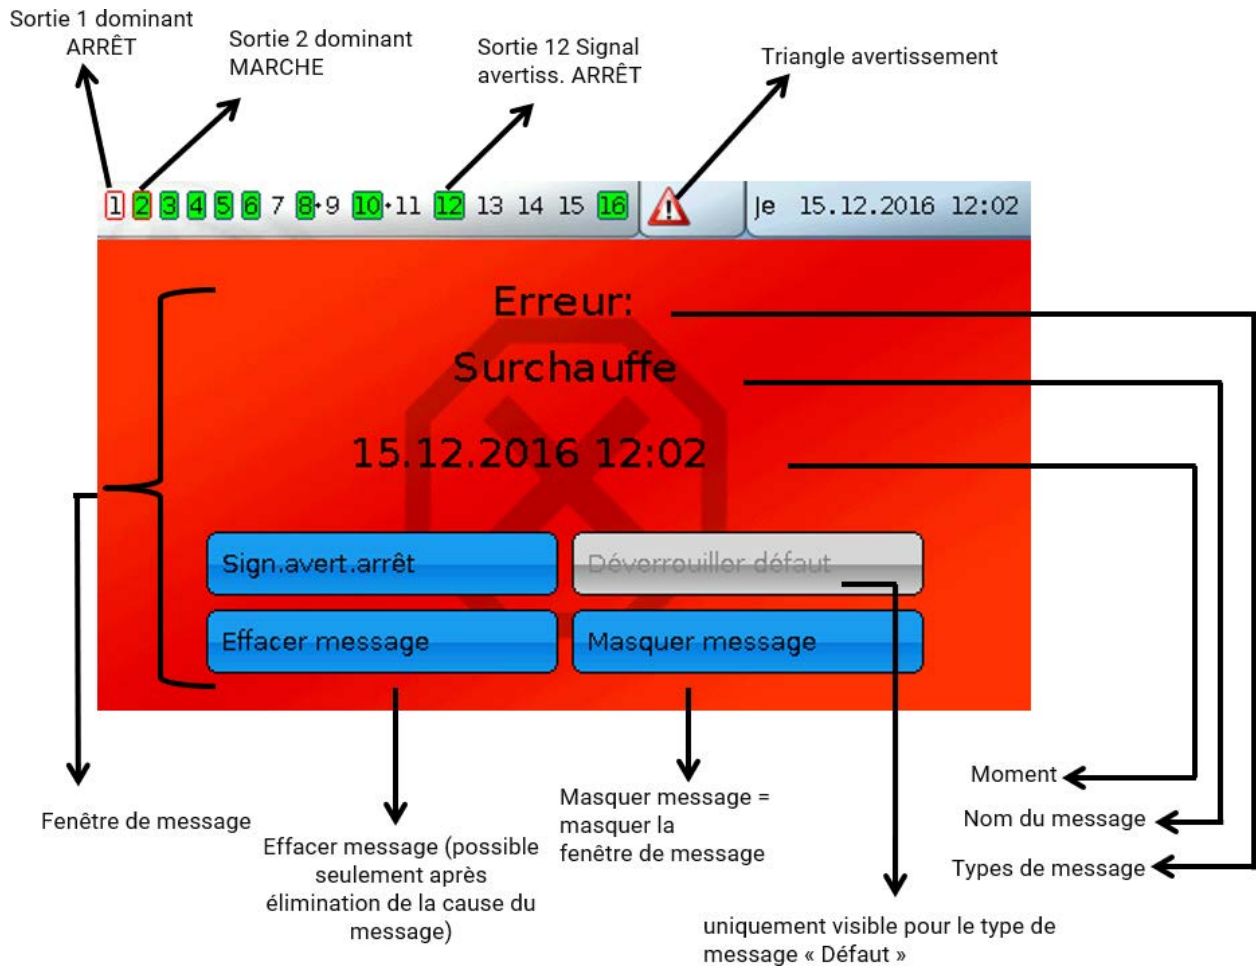 Sortie 1 dominant
ARRÊT
Sortie 2 dominant
MARCHE
Sortie 12 Signal
avertiss. ARRÊT
Triangle avertissement
1 2 3 4 5 6 7 8·9 10·11 12 13 14 15 16
Je 15.12.2016 12:02
Erreur:
Surchauffe
15.12.2016 12:02
Sign.avert.arrêt
Déverrouiller défaut
Effacer message
Masquer message
Fenêtre de message
Effacer message (possible
seulement après
élimination de la cause du
message)
Masquer message =
masquer la
fenêtre de message
uniquement visible pour le type de
message « Défaut »
Moment
Nom du message
Types de message